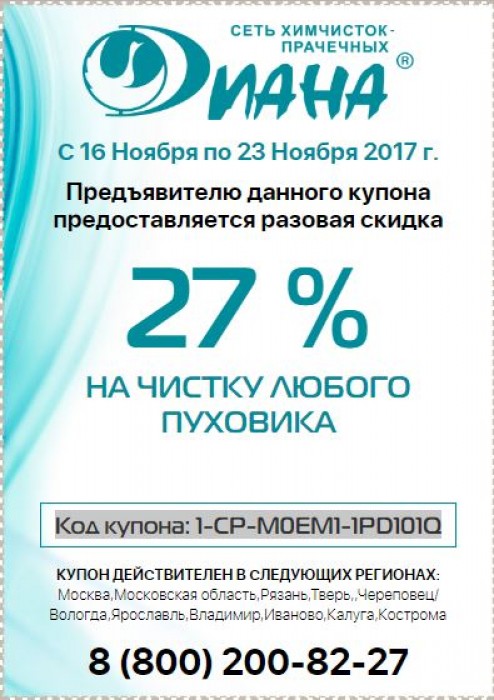 СЕТЬ ХИМЧИСТОК-
ПРАЧЕЧНЫХ
ДИАНА®
С 16 Ноября по 23 Ноября 2017 г.
Предъявителю данного купона
предоставляется разовая скидка
27 %
НА ЧИСТКУ ЛЮБОГО
ПУХОВИКА
Код купона: 1-CP-M0EM1-1PD101Q
КУПОН ДЕЙСТВИТЕЛЕН В СЛЕДУЮЩИХ РЕГИОНАХ:
Москва,Московская область,Рязань,Тверь,,Череповец/
Вологда,Ярославль,Владимир,Иваново,Калуга,Кострома
8 (800) 200-82-27